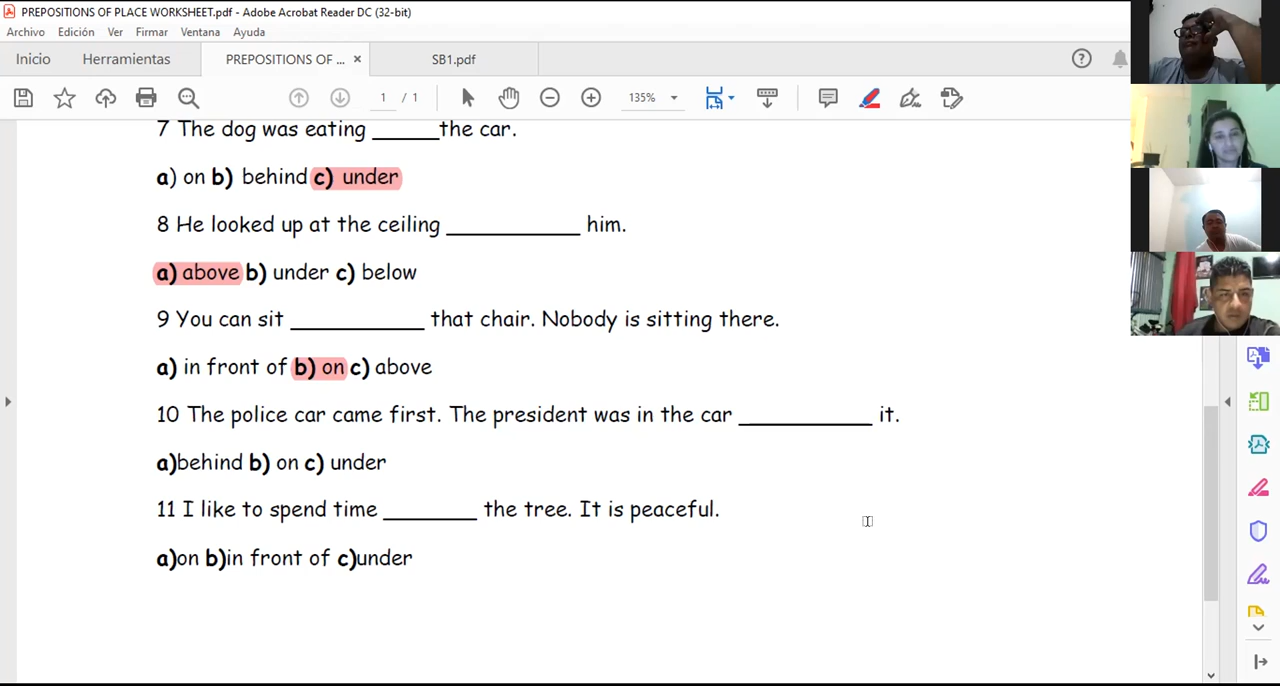 PREPOSITIONS OF PLACE WORKSHEET.pdf - Adobe Acrobat Reader DC (32-bit)
Archivo Edición Ver Firmar Ventana Ayuda
Inicio Herramientas PREPOSITIONS OF ... × SB1.pdf
1 / 1 135%
7 The dog was eating ______the car.
a) on b) behind c) under
8 He looked up at the ceiling ____________ him.
a) above b) under c) below
9 You can sit ____________ that chair. Nobody is sitting there.
a) in front of b) on c) above
10 The police car came first. The president was in the car ____________ it.
a)behind b) on c) under
11 I like to spend time ________ the tree. It is peaceful.
a)on b)in front of c)under